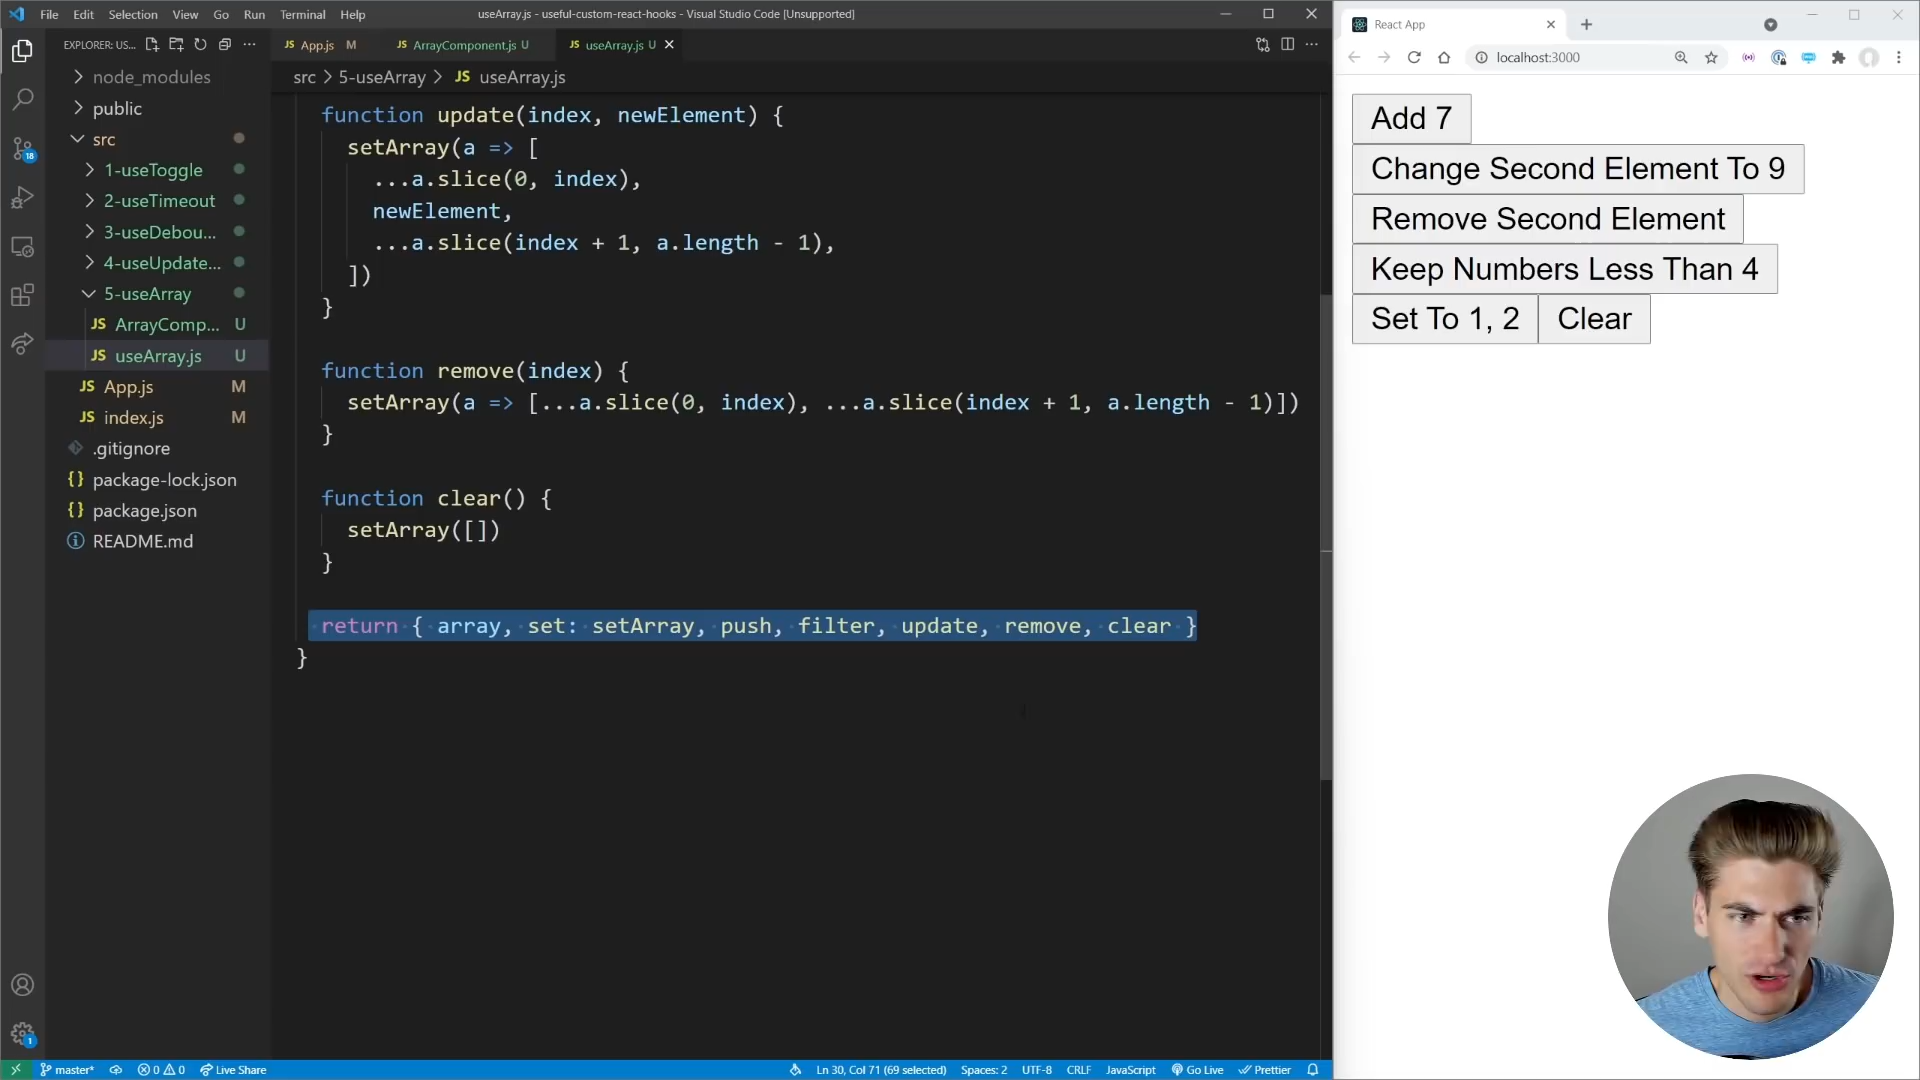 File Edit Selection View Go Run Terminal Help
useArray.js - useful-custom-react-hooks - Visual Studio Code [Unsupported]
EXPLORER: US...
node_modules
public
src
1-useToggle
2-useTimeout
3-useDebou...
4-useUpdate...
5-useArray
JS ArrayComp... U
JS useArray.js U
JS App.js M
JS index.js M
.gitignore
{} package-lock.json
{} package.json
README.md
18
1
JS App.js M
JS ArrayComponent.js U
JS useArray.js U
src > 5-useArray > JS useArray.js
function update(index, newElement) {
setArray(a => [
...a.slice(0, index),
newElement,
...a.slice(index + 1, a.length - 1),
])
}
function remove(index) {
setArray(a => [...a.slice(0, index), ...a.slice(index + 1, a.length - 1)])
}
function clear() {
setArray([])
}
return { array, set: setArray, push, filter, update, remove, clear }
}
master* 0 0 Live Share
Ln 30, Col 71 (69 selected) Spaces: 2 UTF-8 CRLF JavaScript Go Live Prettier
React App
localhost:3000
Add 7
Change Second Element To 9
Remove Second Element
Keep Numbers Less Than 4
Set To 1, 2 Clear